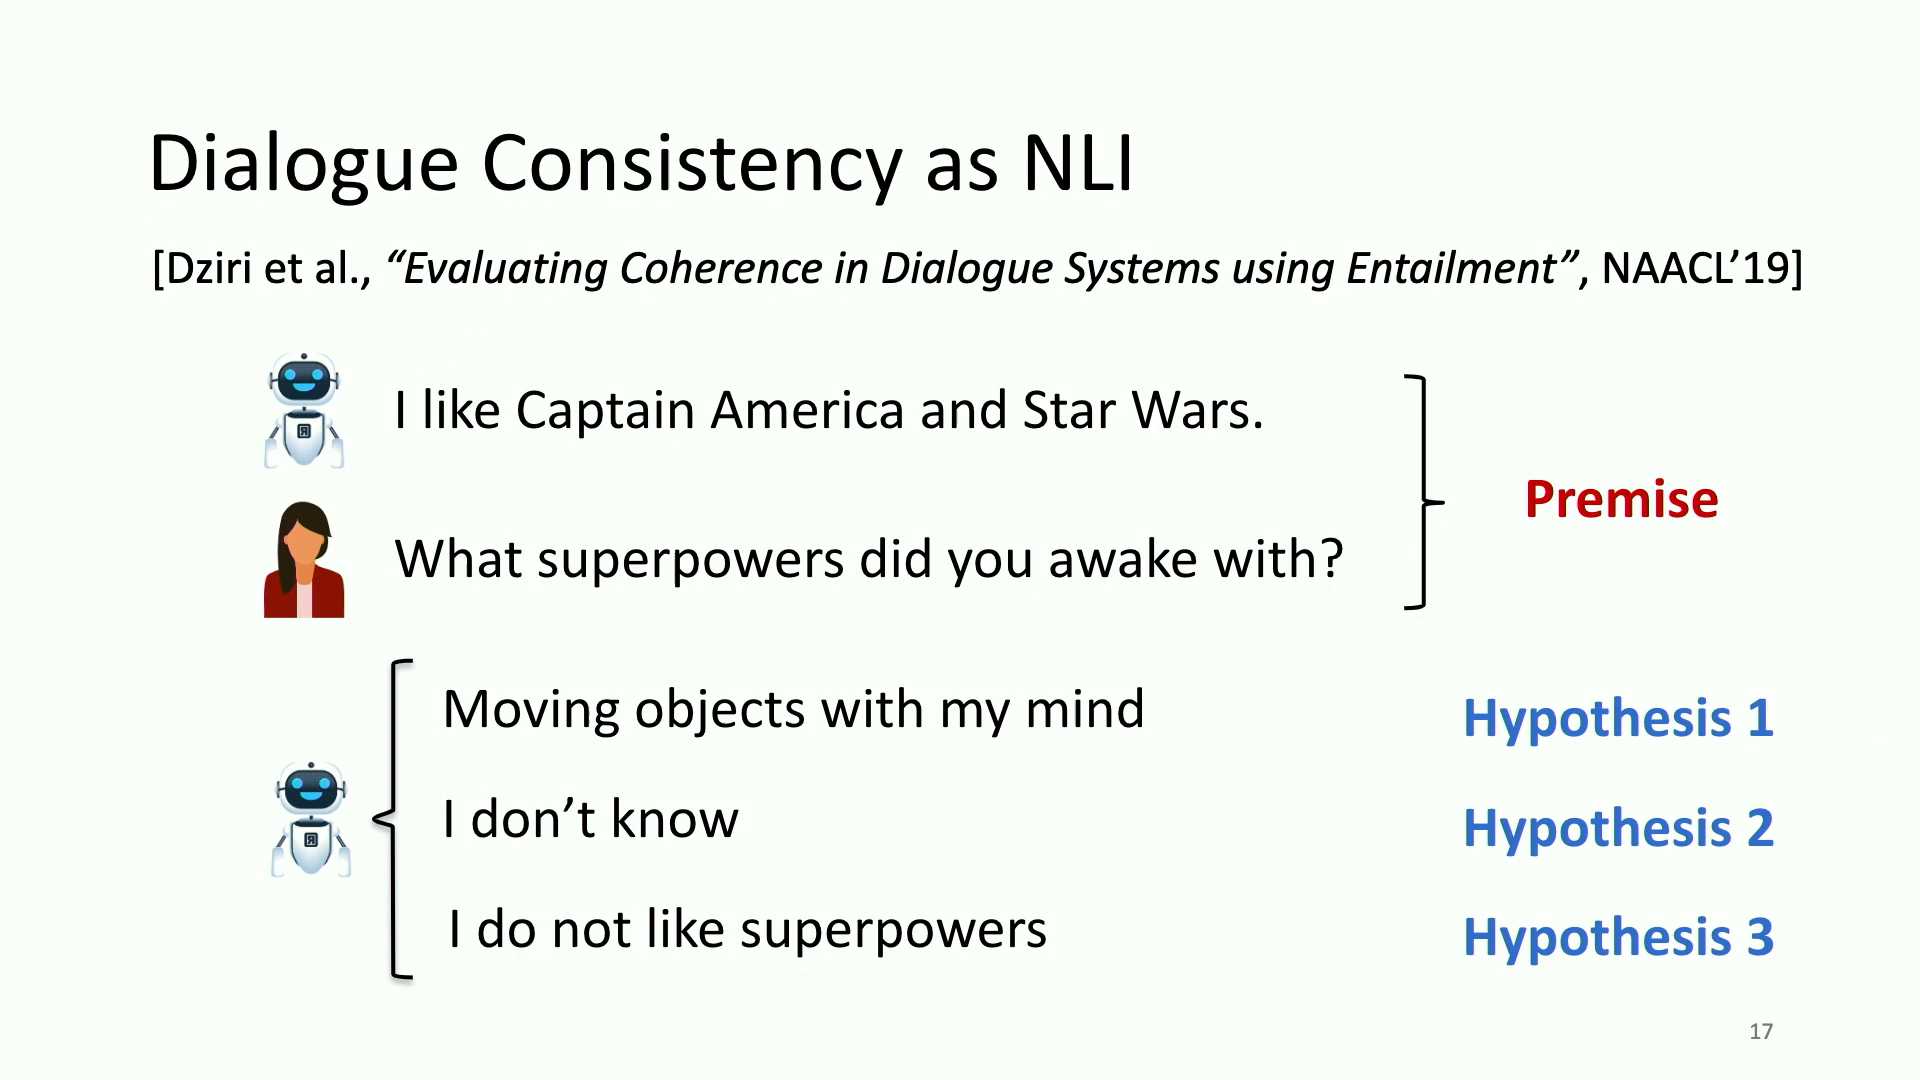 Dialogue Consistency as NLI
[Dziri et al., “Evaluating Coherence in Dialogue Systems using Entailment”, NAACL’19]
I like Captain America and Star Wars.
What superpowers did you awake with?
Premise
Moving objects with my mind
Hypothesis 1
I don’t know
Hypothesis 2
I do not like superpowers
Hypothesis 3
17